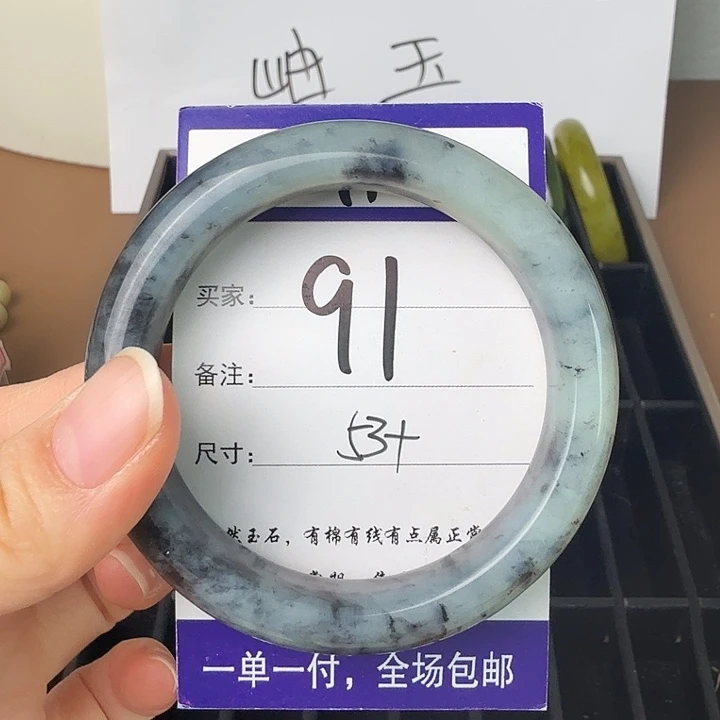 岫 玉
买家：91
备注：
尺寸：53+
然玉石，有棉有线有点属正常
一单一付，全场包邮